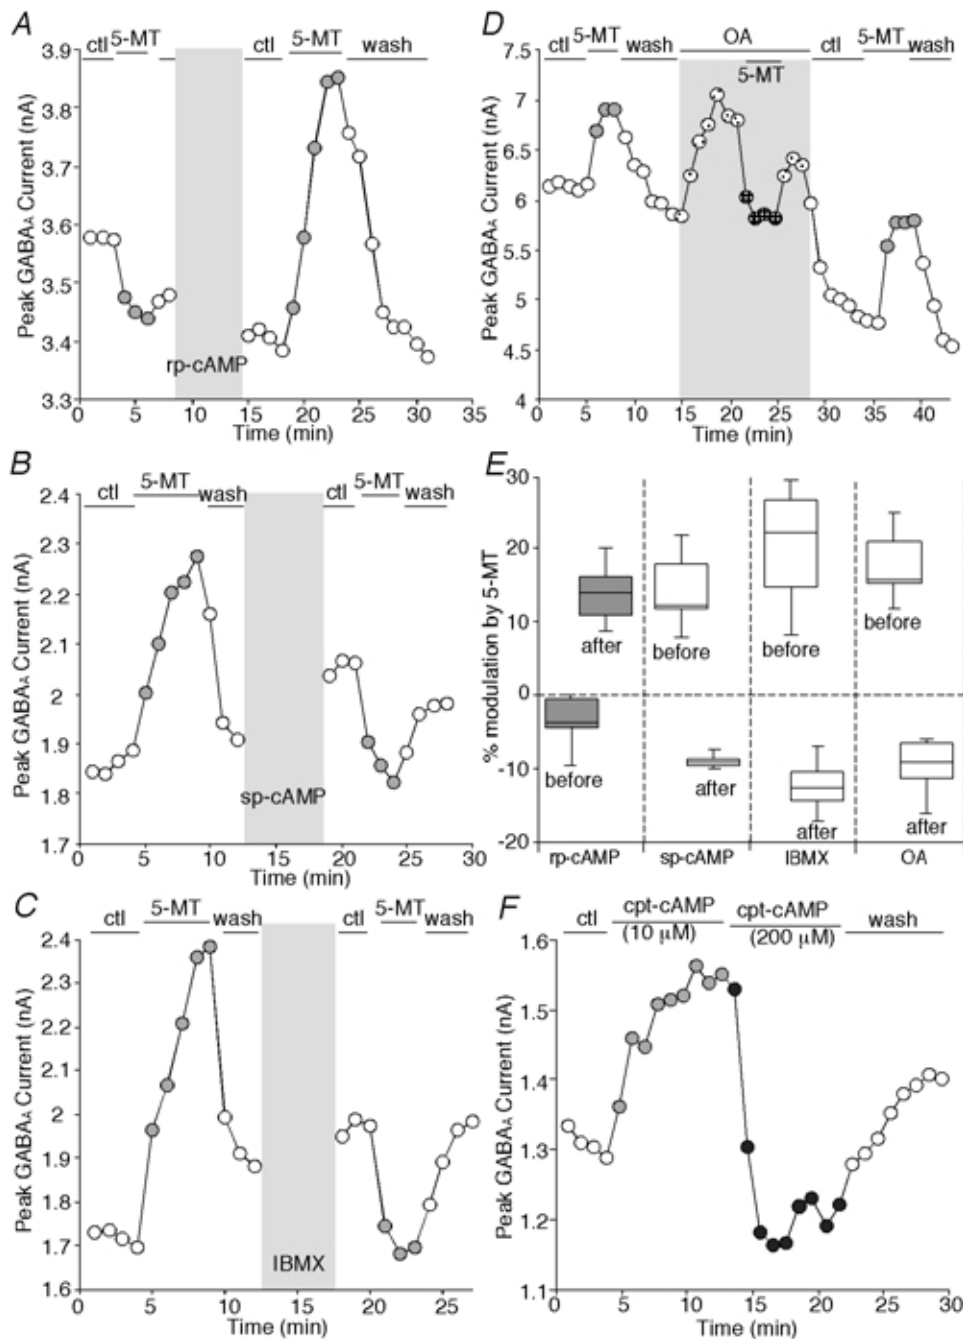 A
5-MT
ctl
ctl
5-MT
wash
3.9
3.8
3.7
3.6
3.5
3.4
3.3
Peak GABAA Current (nA)
rp-cAMP
0 5 10 15 20 25 30 35
Time (min)
B
5-MT
ctl
wash
ctl
5-MT
wash
2.4
2.3
2.2
2.1
2
1.9
1.8
1.7
Peak GABAA Current (nA)
sp-cAMP
0 5 10 15 20 25 30
Time (min)
C
ctl
5-MT
wash
ctl
5-MT
wash
2.4
2.3
2.2
2.1
2
1.9
1.8
1.7
1.6
Peak GABAA Current (nA)
IBMX
0 5 10 15 20 25
Time (min)
D
ctl
5-MT
wash
OA
5-MT
ctl
5-MT
wash
7.5
7
6.5
6
5.5
5
4.5
4
Peak GABAA Current (nA)
0 5 10 15 20 25 30 35 40
Time (min)
E
30
20
10
0
-10
-20
% modulation by 5-MT
after
before
before
before
before
after
after
after
rp-cAMP sp-cAMP IBMX OA
F
ctl
cpt-cAMP
(10 µM)
cpt-cAMP
(200 µM)
wash
1.6
1.5
1.4
1.3
1.2
1.1
Peak GABAA Current (nA)
0 5 10 15 20 25 30
Time (min)